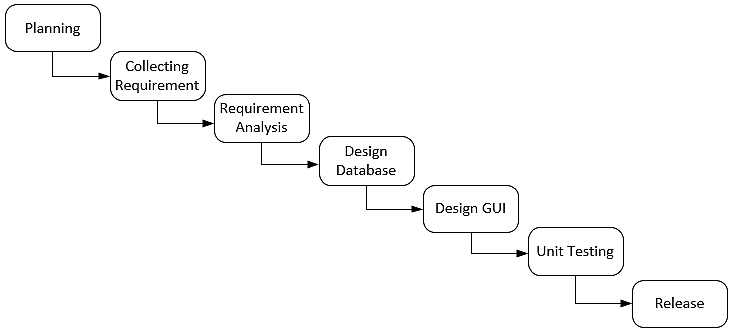 Planning
Collecting
Requirement
Requirement
Analysis
Design
Database
Design GUI
Unit Testing
Release